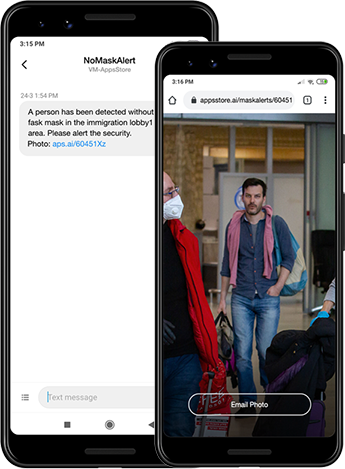 3:15 PM
NoMaskAlert
VM-AppsStore
24-3 1:54 PM
A person has been detected without
fask mask in the immigration lobby1
area. Please alert the security.
Photo: aps.ai/60451Xz
Text message
3:16 PM
appsstore.ai/maskalerts/60451
1
Email Photo